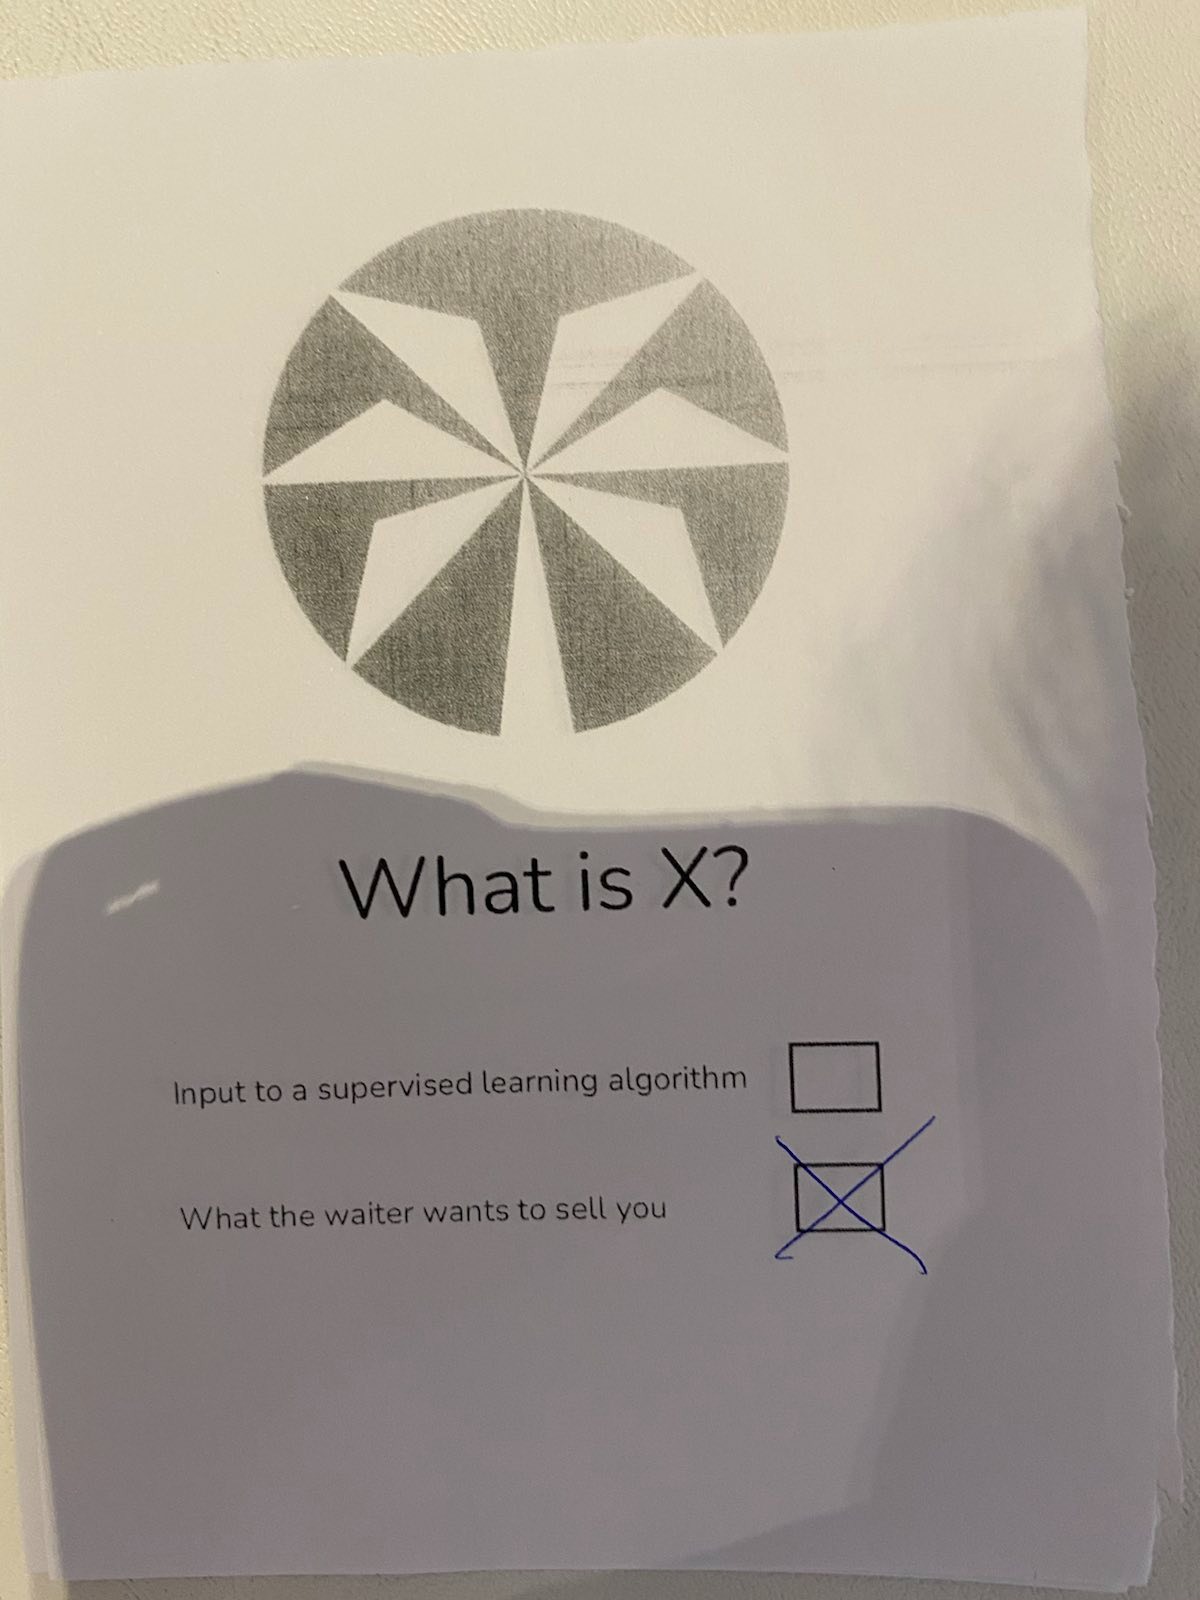 What is X?
Input to a supervised learning algorithm
What the waiter wants to sell you